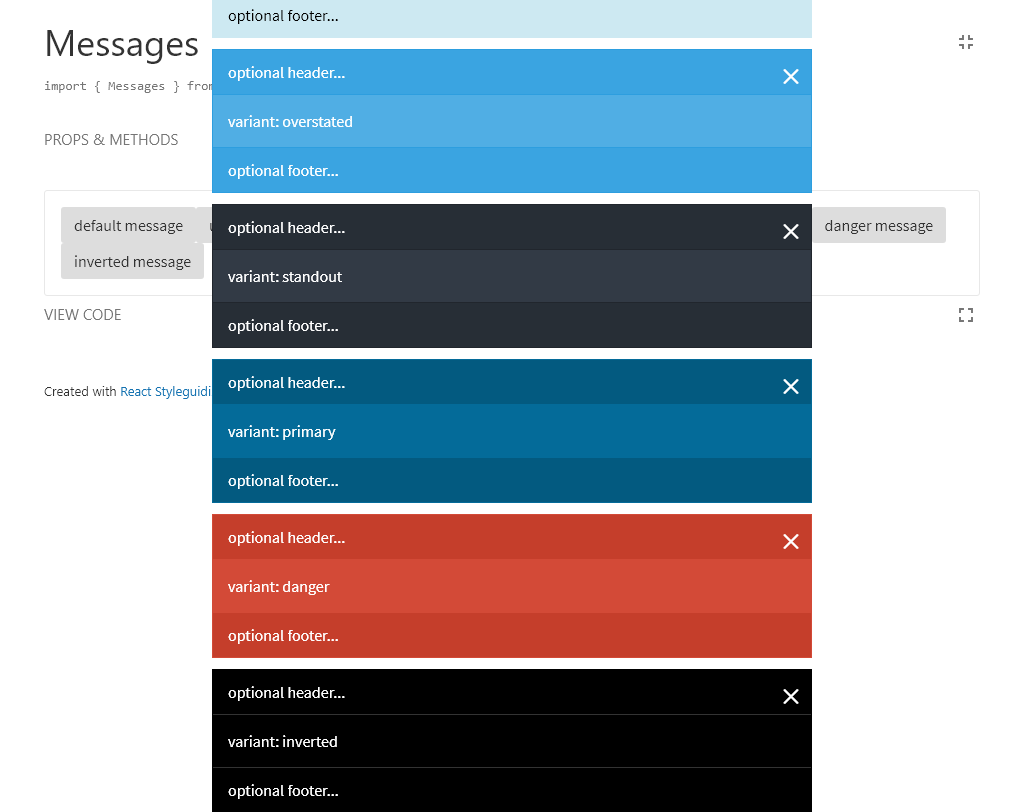 optional footer...
Messages
import { Messages } from
optional header...
variant: overstated
optional footer...
PROPS & METHODS
default message
danger message
inverted message
optional header...
variant: standout
optional footer...
VIEW CODE
optional header...
variant: primary
optional footer...
Created with React Styleguidi
optional header...
variant: danger
optional footer...
optional header...
variant: inverted
optional footer...